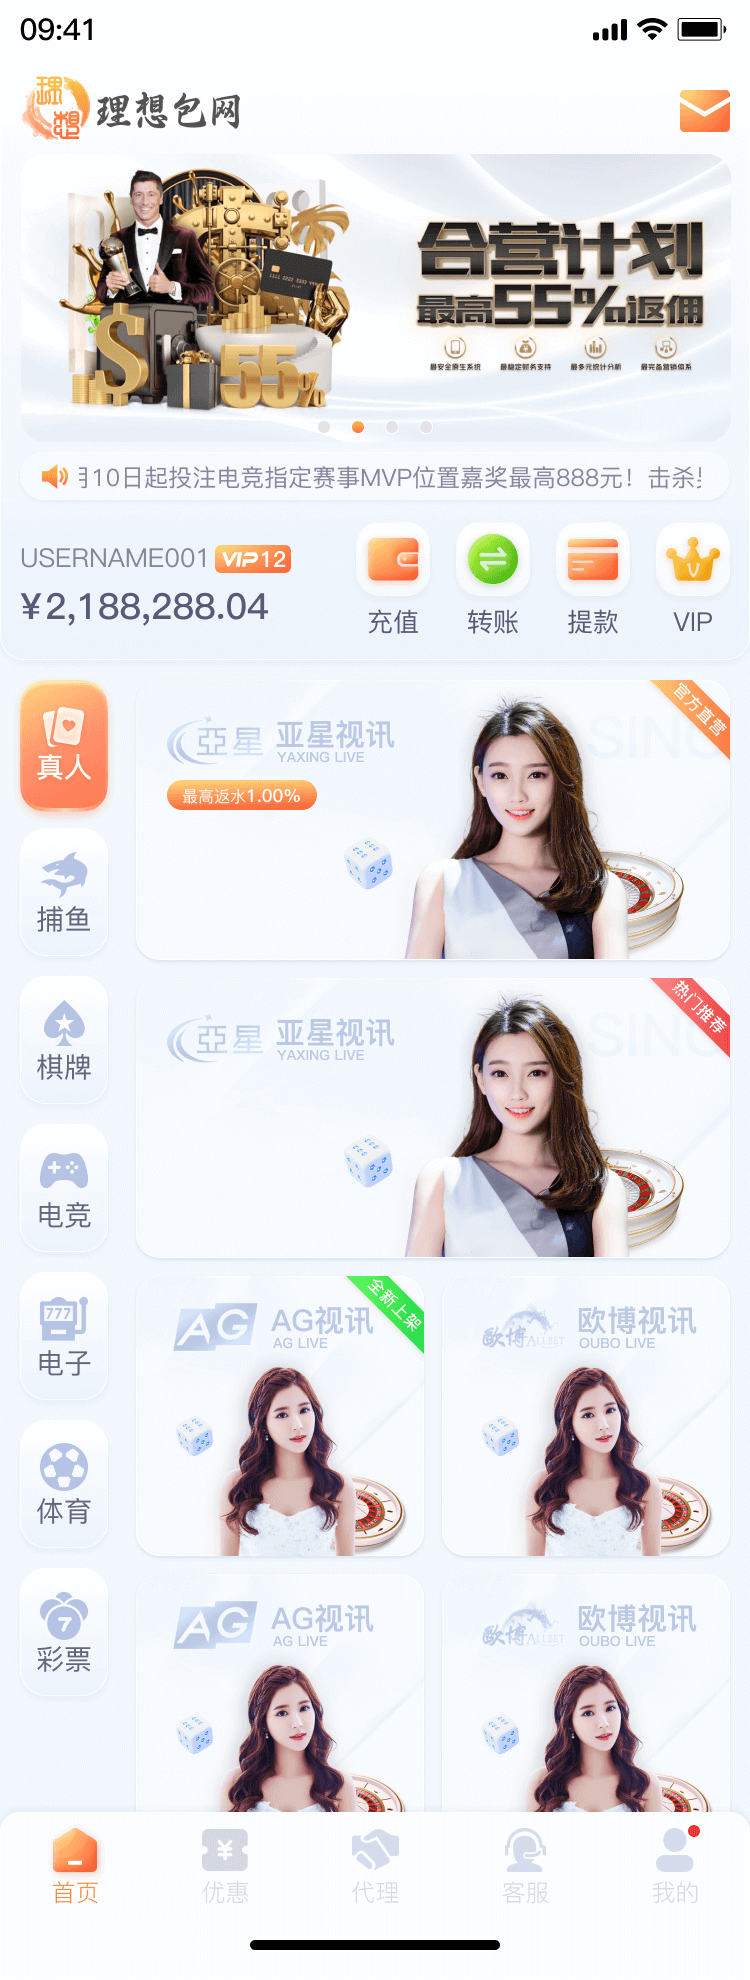 09:41
理想
理想包网
合营计划
最高55%返佣
最安全原生系统 最稳定财务支持 最多元统计分析 最完备营销体系
$ 55%
月10日起投注电竞指定赛事MVP位置嘉奖最高888元！击杀
USERNAME001 VIP12
¥2,188,288.04
充值 转账 提款 VIP
真人
捕鱼
棋牌
电竞
777
电子
体育
7
彩票
亞星 亚星视讯
YAXING LIVE
最高返水1.00%
官方直营
亞星 亚星视讯
YAXING LIVE
热门推荐
AG AG视讯
AG LIVE
全新上架
歐博 ALLBET 欧博视讯
OUBO LIVE
AG AG视讯
AG LIVE
歐博 ALLBET 欧博视讯
OUBO LIVE
首页 优惠 代理 客服 我的